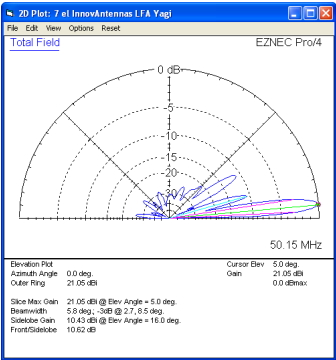 2D Plot: 7 el InnovAntennas LFA Yagi
File Edit View Options Reset
Total Field
EZNEC Pro/4
0 dB
-5
-10
-15
-20
-30
50.15 MHz
Elevation Plot
Azimuth Angle 0.0 deg.
Outer Ring 21.05 dBi
Cursor Elev 5.0 deg.
Gain 21.05 dBi
0.0 dBmax
Slice Max Gain 21.05 dBi @ Elev Angle = 5.0 deg.
Beamwidth 5.8 deg.; -3dB @ 2.7, 8.5 deg.
Sidelobe Gain 10.43 dBi @ Elev Angle = 16.0 deg.
Front/Sidelobe 10.62 dB